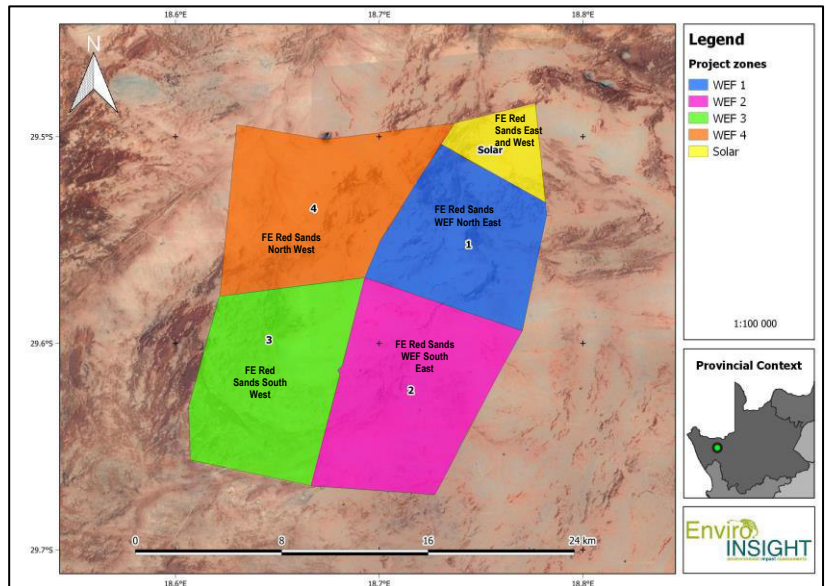 18.6°E
18.7°E
18.8°E
N
29.5°S
29.6°S
29.7°S
FE Red
Sands East
and West
Solar
4
FE Red Sands
North West
FE Red Sands
WEF North East
1
3
FE Red
Sands South
West
FE Red Sands
WEF South
East
2
0
8
16
24 km
18.6°E
18.7°E
18.8°E
Legend
Project zones
WEF 1
WEF 2
WEF 3
WEF 4
Solar
1:100 000
Provincial Context
Enviro
INSIGHT
environmental impact assessments